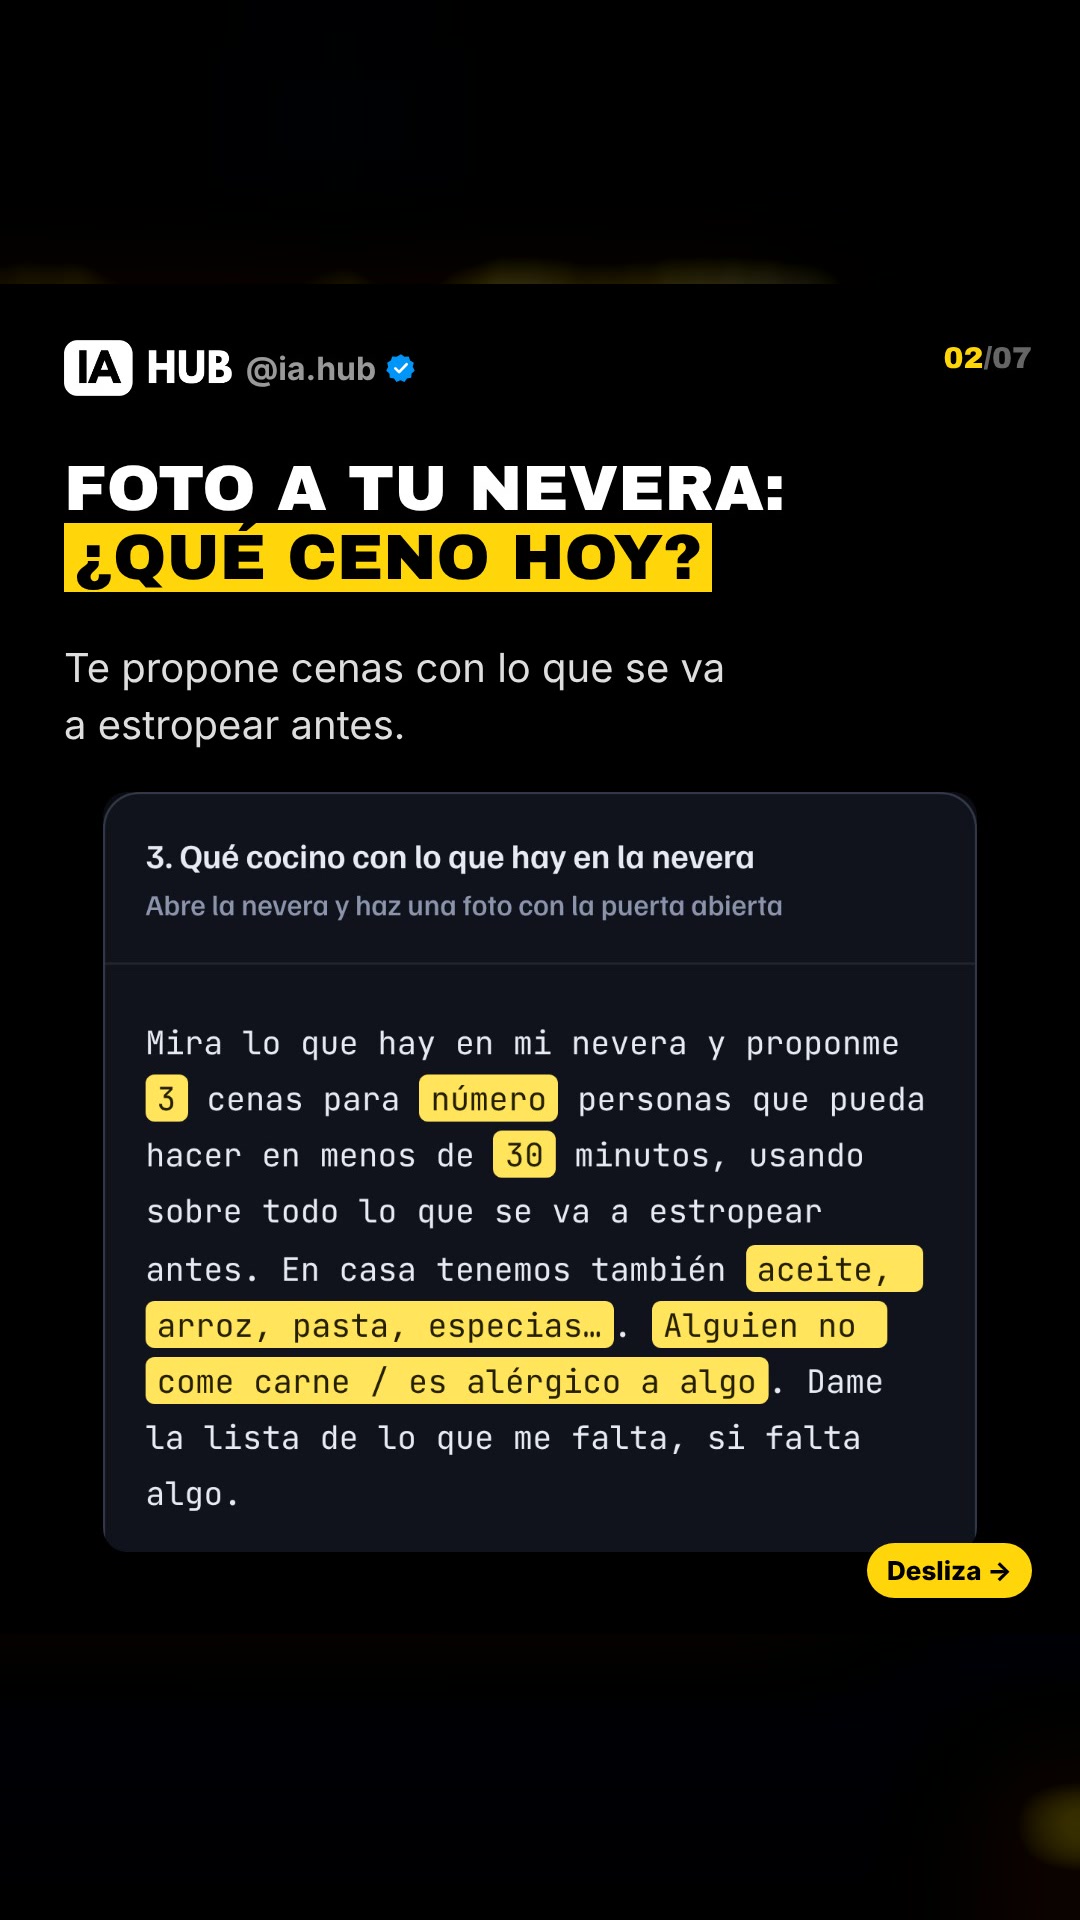 IA HUB @ia.hub
02/07
FOTO A TU NEVERA:
¿QUÉ CENO HOY?
Te propone cenas con lo que se va
a estropear antes.
3. Qué cocino con lo que hay en la nevera
Abre la nevera y haz una foto con la puerta abierta
Mira lo que hay en mi nevera y proponme
3 cenas para número personas que pueda
hacer en menos de 30 minutos, usando
sobre todo lo que se va a estropear
antes. En casa tenemos también aceite,
arroz, pasta, especias…. Alguien no
come carne / es alérgico a algo. Dame
la lista de lo que me falta, si falta
algo.
Desliza →